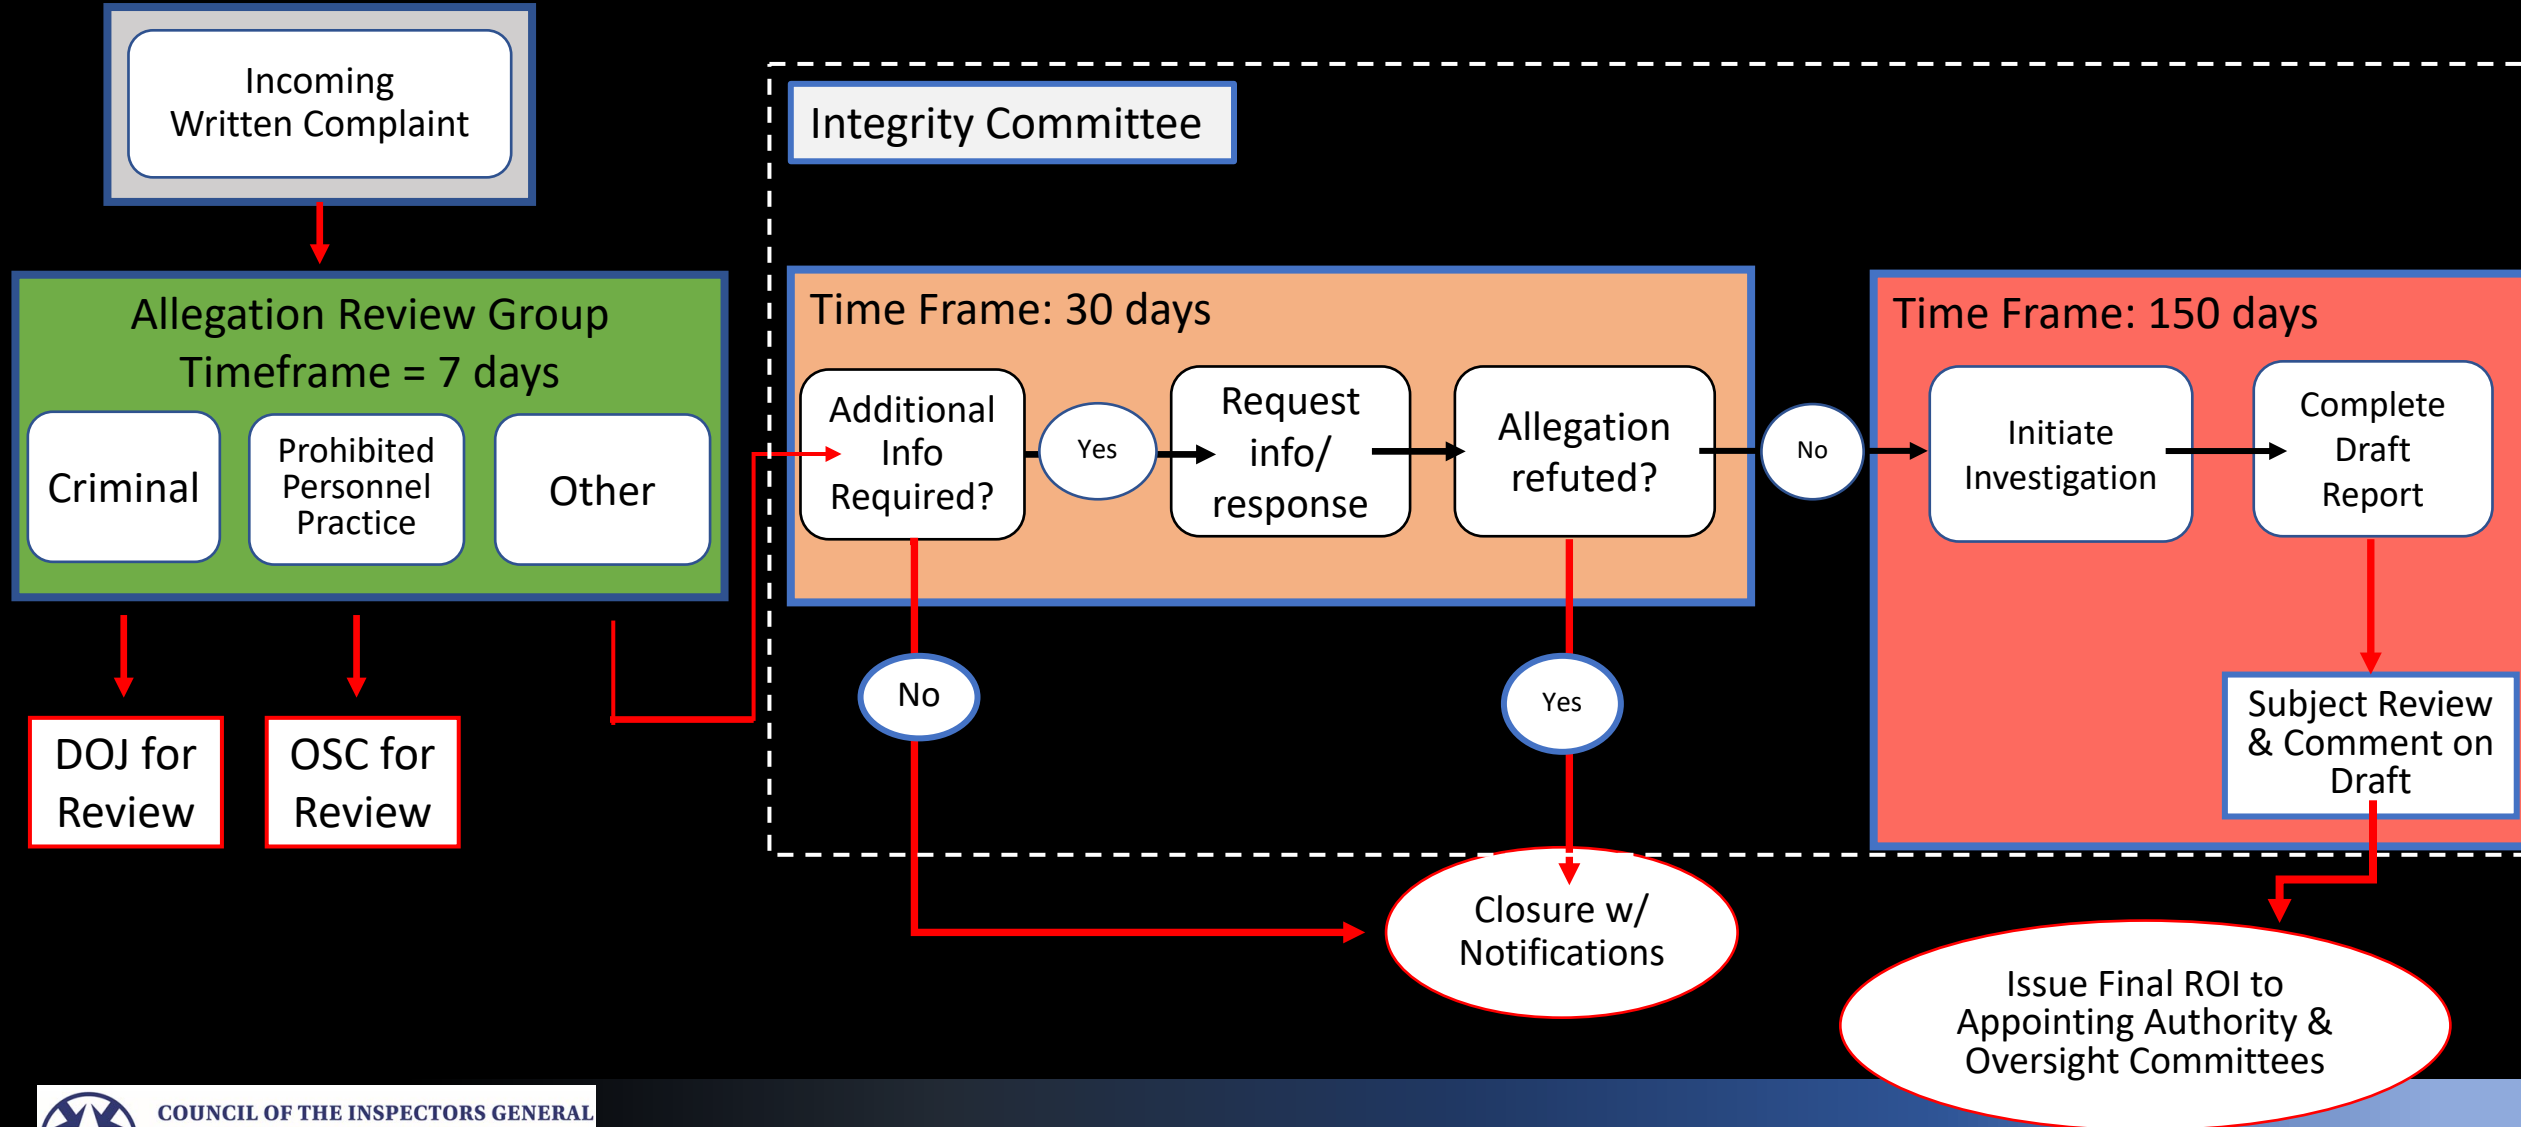 Incoming
Written Complaint
Integrity Committee
Allegation Review Group
Timeframe = 7 days
Criminal
Prohibited
Personnel
Practice
Other
DOJ for
Review
OSC for
Review
Time Frame: 30 days
Additional
Info
Required?
Yes
Request
info/
response
Allegation
refuted?
No
No
Yes
Closure w/
Notifications
Time Frame: 150 days
Initiate
Investigation
Complete
Draft
Report
Subject Review
& Comment on
Draft
Issue Final ROI to
Appointing Authority &
Oversight Committees
COUNCIL OF THE INSPECTORS GENERAL